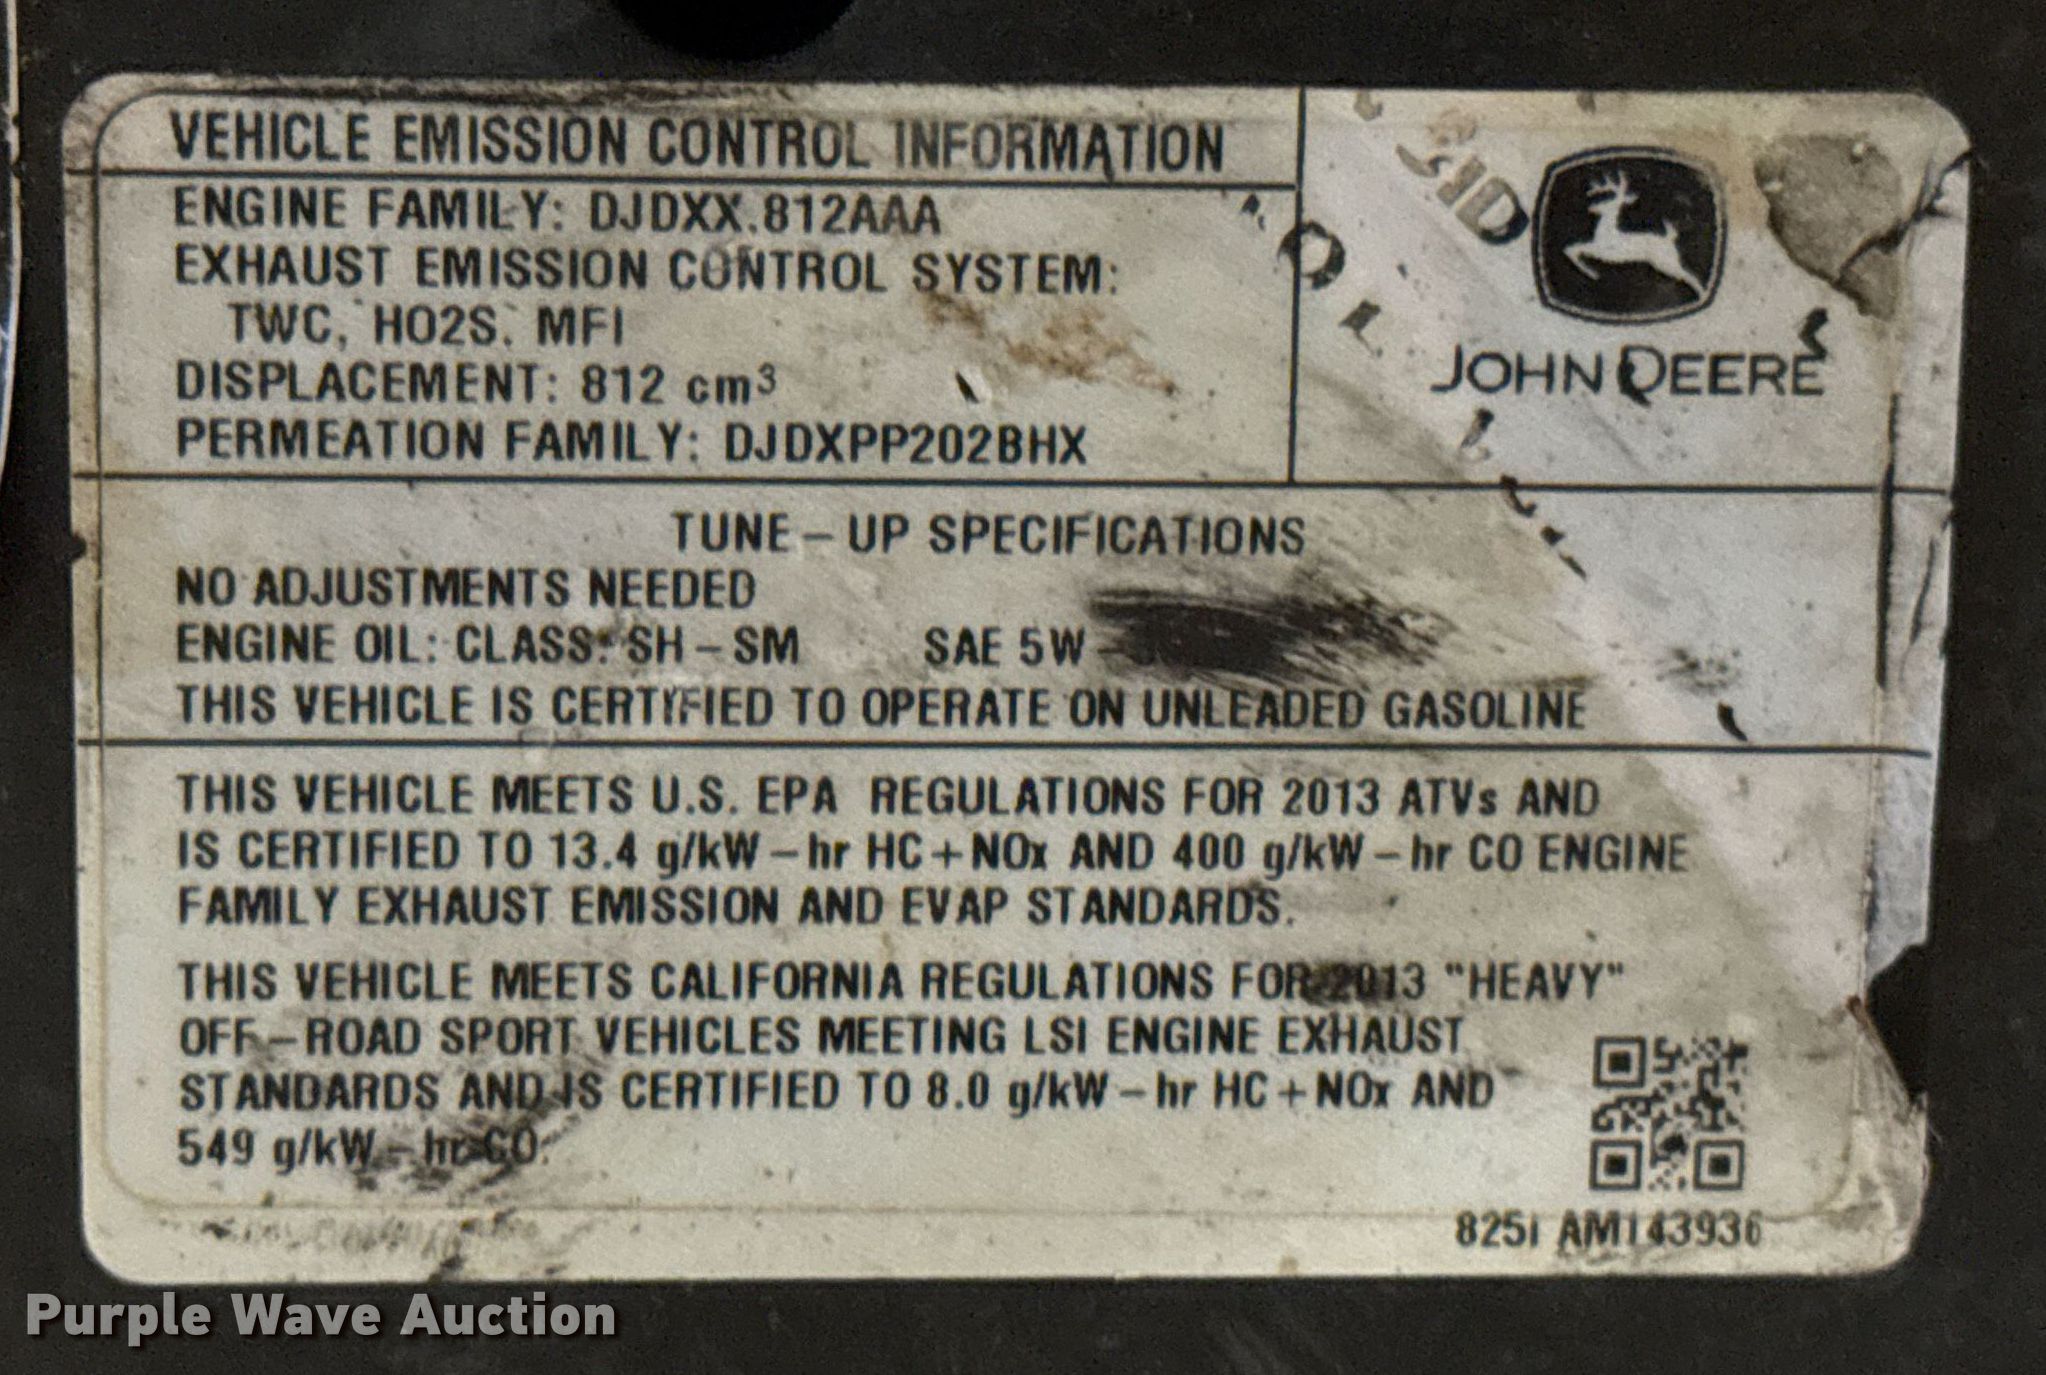 VEHICLE EMISSION CONTROL INFORMATION
ENGINE FAMILY: DJDXX.812AAA
EXHAUST EMISSION CONTROL SYSTEM:
TWC, HO2S, MFI
DISPLACEMENT: 812 cm³
PERMEATION FAMILY: DJDXPP202BHX
JOHN DEERE
TUNE-UP SPECIFICATIONS
NO ADJUSTMENTS NEEDED
ENGINE OIL: CLASS: SH-SM SAE 5W-
THIS VEHICLE IS CERTIFIED TO OPERATE ON UNLEADED GASOLINE
THIS VEHICLE MEETS U.S. EPA REGULATIONS FOR 2013 ATVs AND
IS CERTIFIED TO 13.4 g/kW-hr HC+NOx AND 400 g/kW-hr CO ENGINE
FAMILY EXHAUST EMISSION AND EVAP STANDARDS.
THIS VEHICLE MEETS CALIFORNIA REGULATIONS FOR 2013 "HEAVY"
OFF-ROAD SPORT VEHICLES MEETING LSI ENGINE EXHAUST
STANDARDS AND IS CERTIFIED TO 8.0 g/kW-hr HC+NOx AND
549 g/kW-hr CO.
825i AM143936
Purple Wave Auction